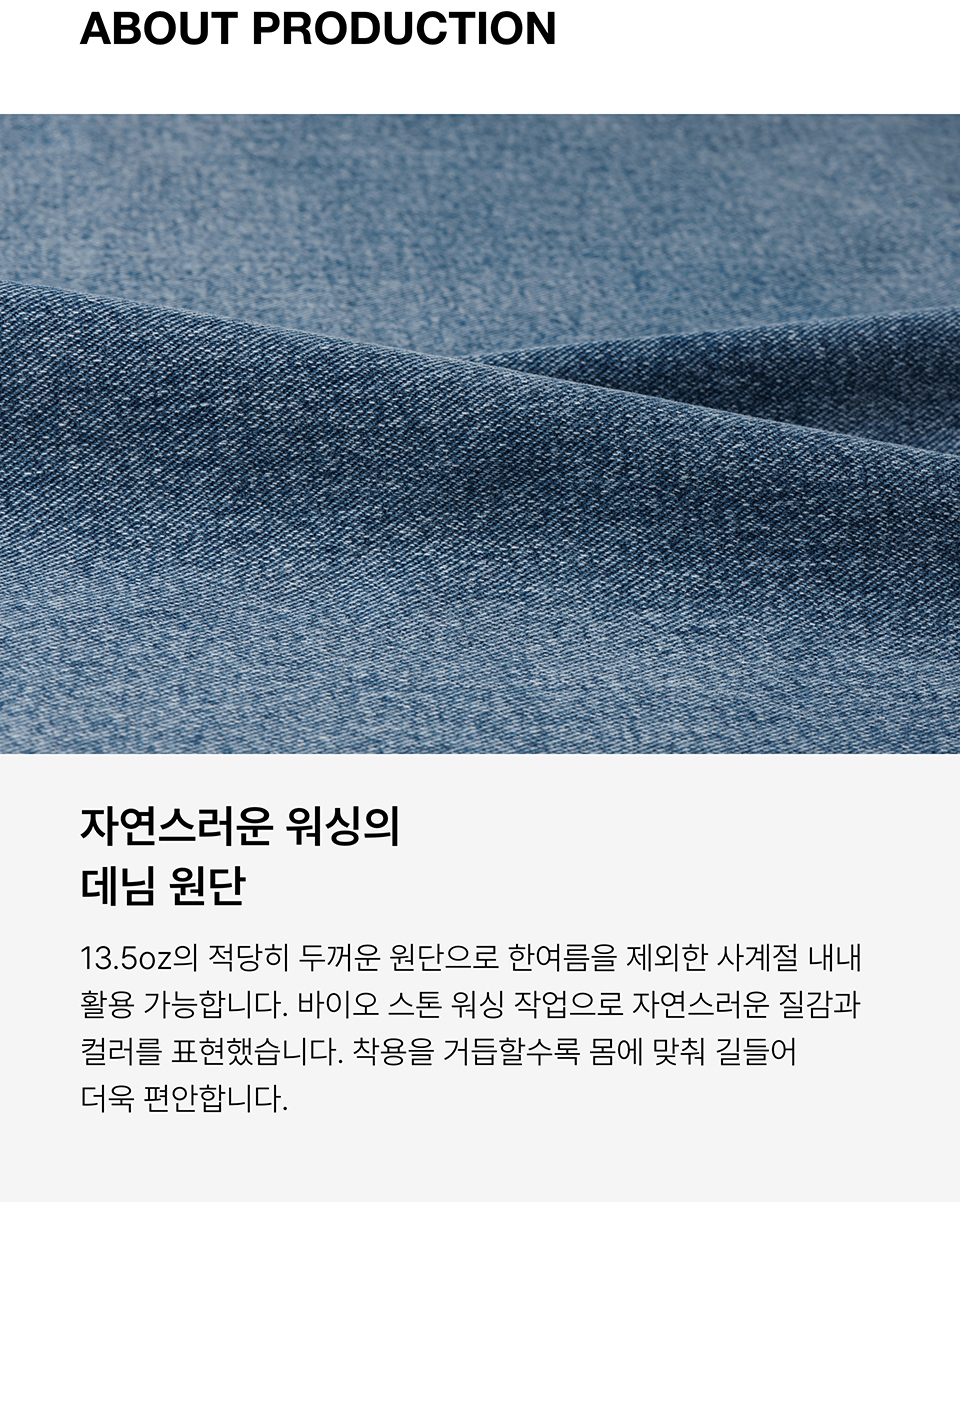 ABOUT PRODUCTION
자연스러운 워싱의
데님 원단
13.5oz의 적당히 두꺼운 원단으로 한여름을 제외한 사계절 내내
활용 가능합니다. 바이오 스톤 워싱 작업으로 자연스러운 질감과
컬러를 표현했습니다. 착용을 거듭할수록 몸에 맞춰 길들어
더욱 편안합니다.